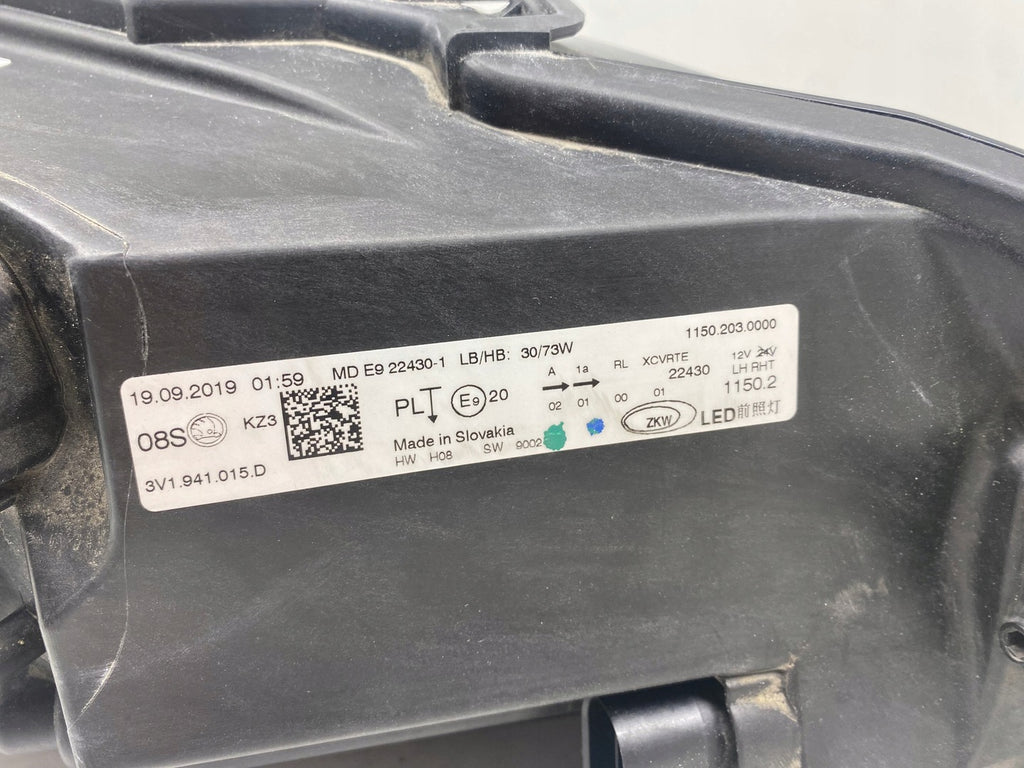 19.09.2019 01:59
MD E9 22430-1 LB/HB: 30/73W
1150.203.0000
08S
KZ3
PL
E9 20
A 1a RL XCVRTE 12V 24V
22430 LH RHT
02 01 00 01 1150.2
Made in Slovakia
ZKW
LED前照灯
HW H08 SW 9002
3V1.941.015.D